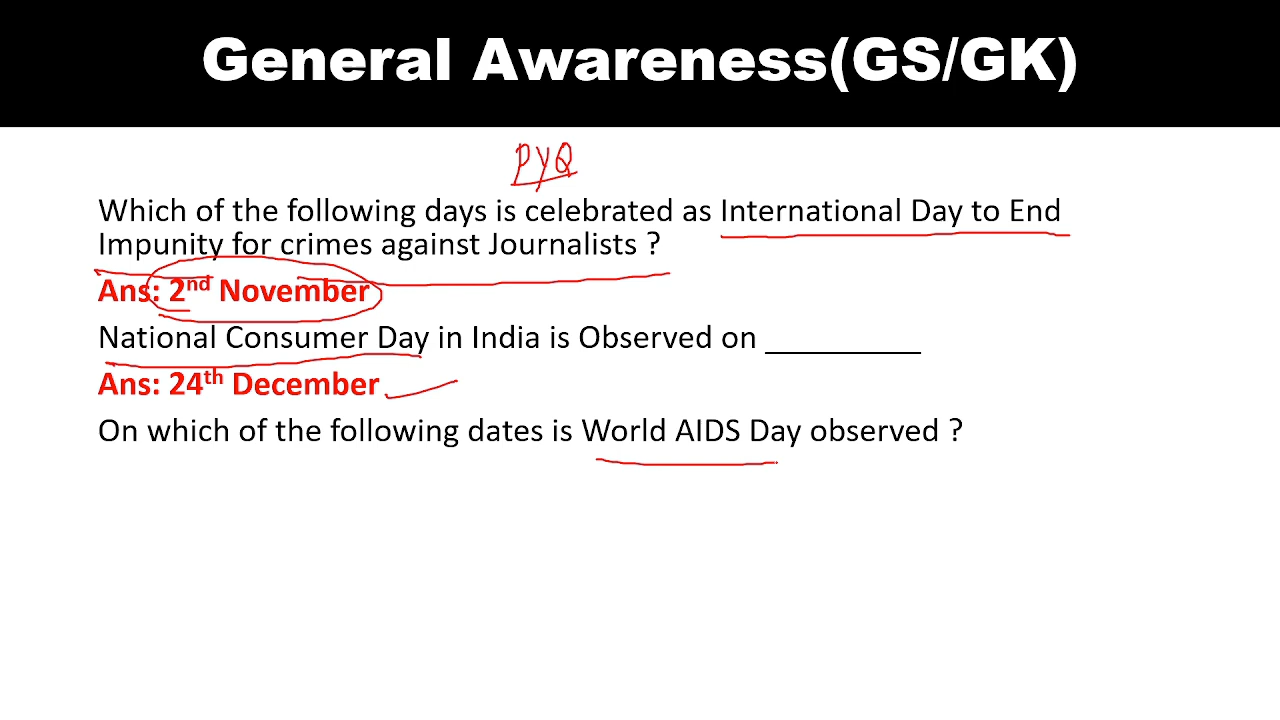 General Awareness(GS/GK)
PYQ
Which of the following days is celebrated as International Day to End
Impunity for crimes against Journalists ?
Ans: 2nd November
National Consumer Day in India is Observed on __________
Ans: 24th December
On which of the following dates is World AIDS Day observed ?